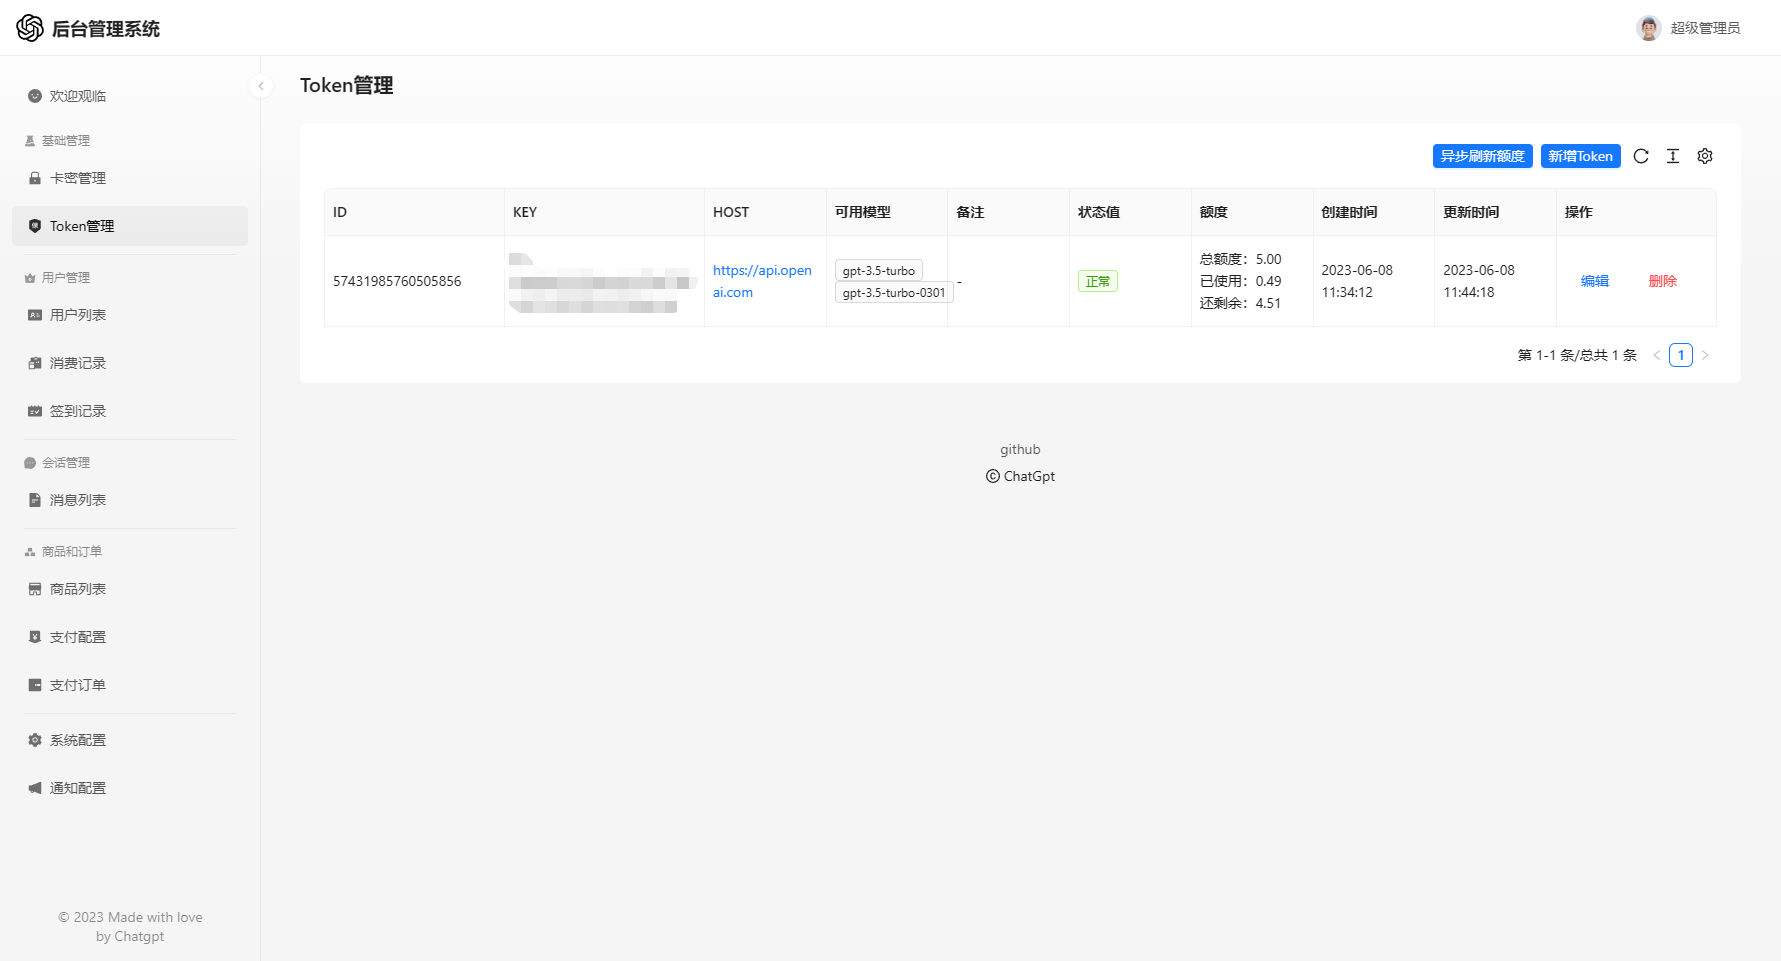 后台管理系统
超级管理员
欢迎观临
基础管理
卡密管理
Token管理
用户管理
用户列表
消费记录
签到记录
会话管理
消息列表
商品和订单
商品列表
支付配置
支付订单
系统配置
通知配置
© 2023 Made with love
by Chatgpt
Token管理
异步刷新额度 新增Token
ID KEY HOST 可用模型 备注 状态值 额度 创建时间 更新时间 操作
57431985760505856
https://api.open
ai.com
gpt-3.5-turbo
gpt-3.5-turbo-0301
-
正常
总额度：5.00
已使用：0.49
还剩余：4.51
2023-06-08
11:34:12
2023-06-08
11:44:18
编辑 删除
第 1-1 条/总共 1 条 < 1 >
github
© ChatGpt